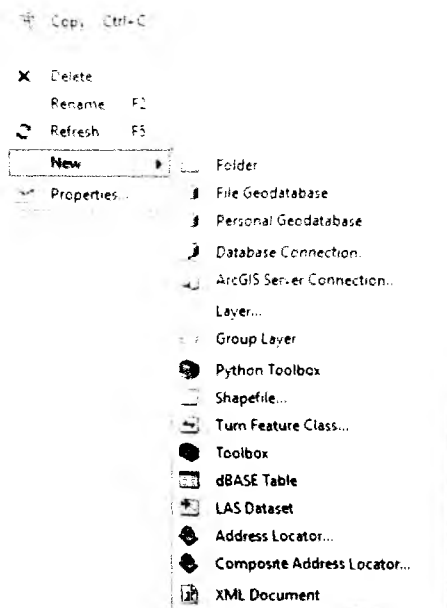 Copy Ctrl+C
Delete
Rename F2
Refresh F5
New
Properties...
Folder
File Geodatabase
Personal Geodatabase
Database Connection...
ArcGIS Server Connection...
Layer...
Group Layer
Python Toolbox
Shapefile...
Turn Feature Class...
Toolbox
dBASE Table
LAS Dataset
Address Locator...
Composite Address Locator...
XML Document